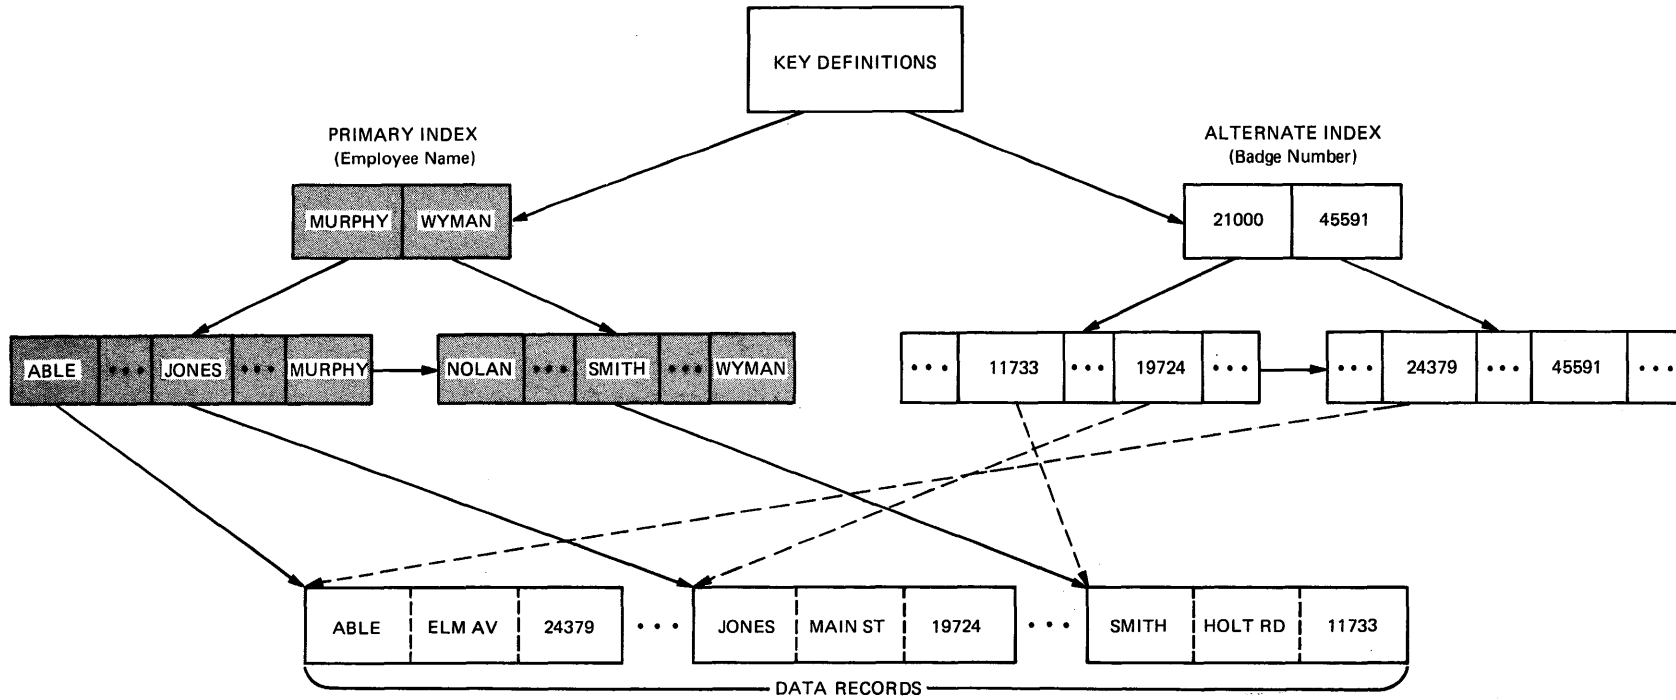 KEY DEFINITIONS
PRIMARY INDEX
(Employee Name)
ALTERNATE INDEX
(Badge Number)
MURPHY WYMAN
21000 45591
ABLE ••• JONES ••• MURPHY
NOLAN ••• SMITH ••• WYMAN
••• 11733 ••• 19724 •••
••• 24379 ••• 45591 •••
ABLE ELM AV 24379 ••• JONES MAIN ST 19724 ••• SMITH HOLT RD 11733
DATA RECORDS